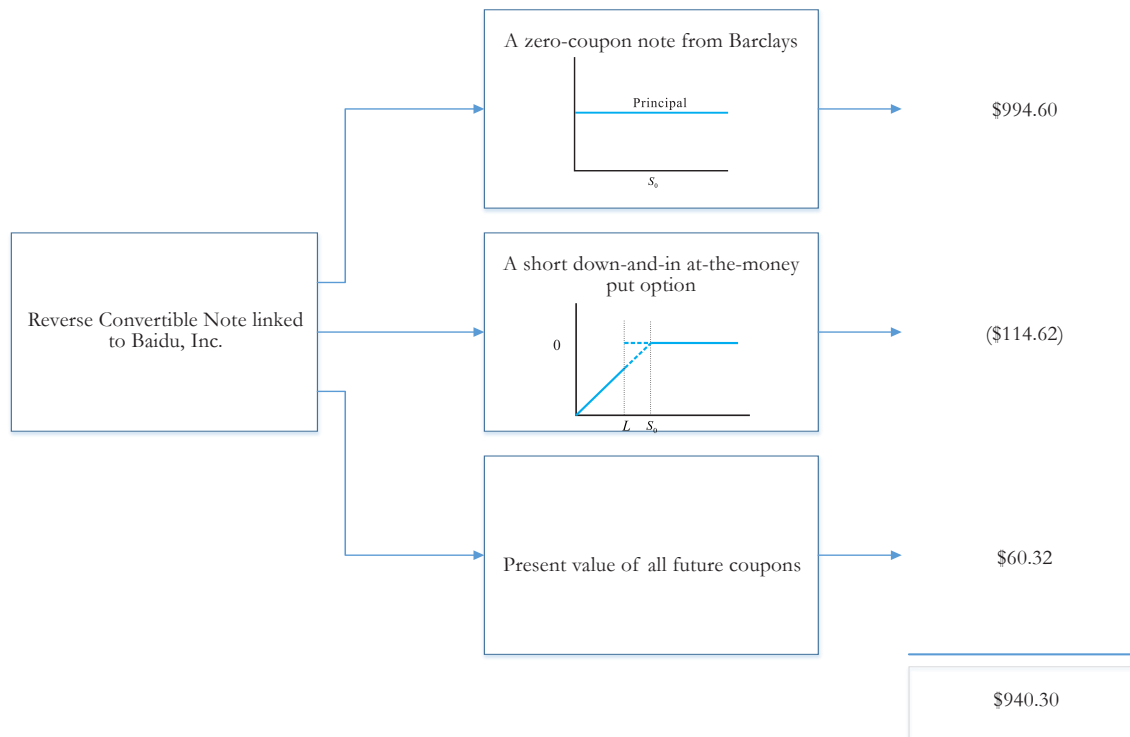 A zero-coupon note from Barclays
Principal
S₀
$994.60
Reverse Convertible Note linked
to Baidu, Inc.
A short down-and-in at-the-money
put option
0
L S₀
($114.62)
Present value of all future coupons
$60.32
$940.30